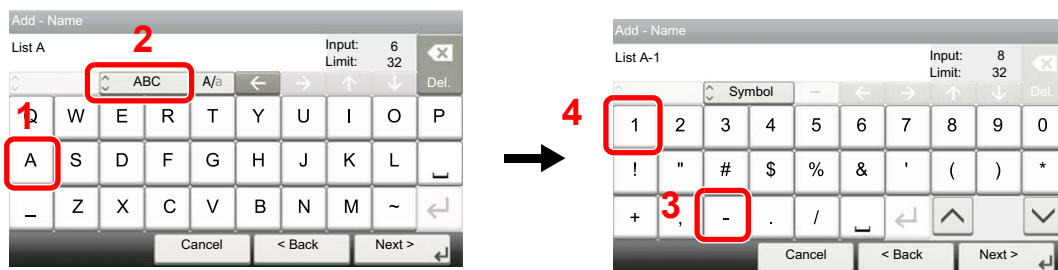 Add - Name
List A
Input: 6
Limit: 32
2
ABC
A/a
Del.
1
Q W E R T Y U I O P
A S D F G H J K L
_ Z X C V B N M ~
Cancel
< Back
Next >
Add - Name
List A-1
Input: 8
Limit: 32
Symbol
Del.
4
1 2 3 4 5 6 7 8 9 0
! " # $ % & ' ( ) *
3
+ , - . /
Cancel
< Back
Next >